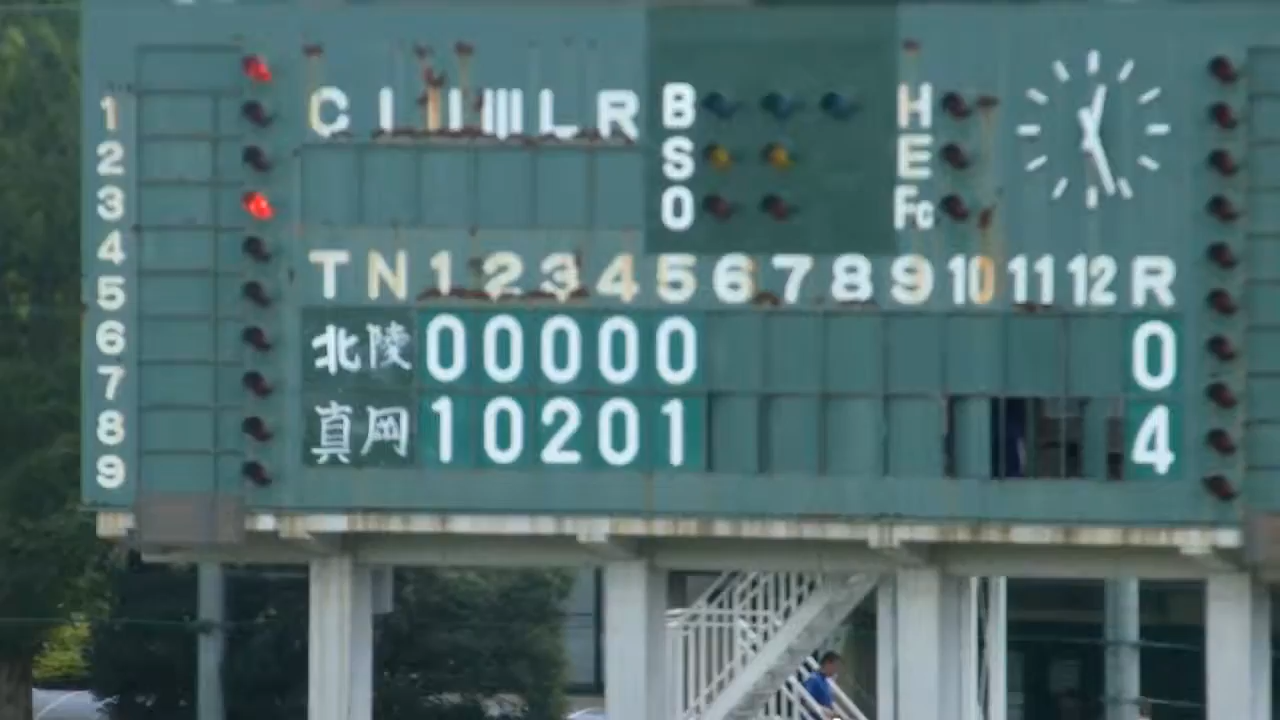 C I II III L R B H
S E
O Fc
1
2
3
4
5
6
7
8
9
T N 1 2 3 4 5 6 7 8 9 10 11 12 R
北陵 0 0 0 0 0 0
真岡 1 0 2 0 1 4